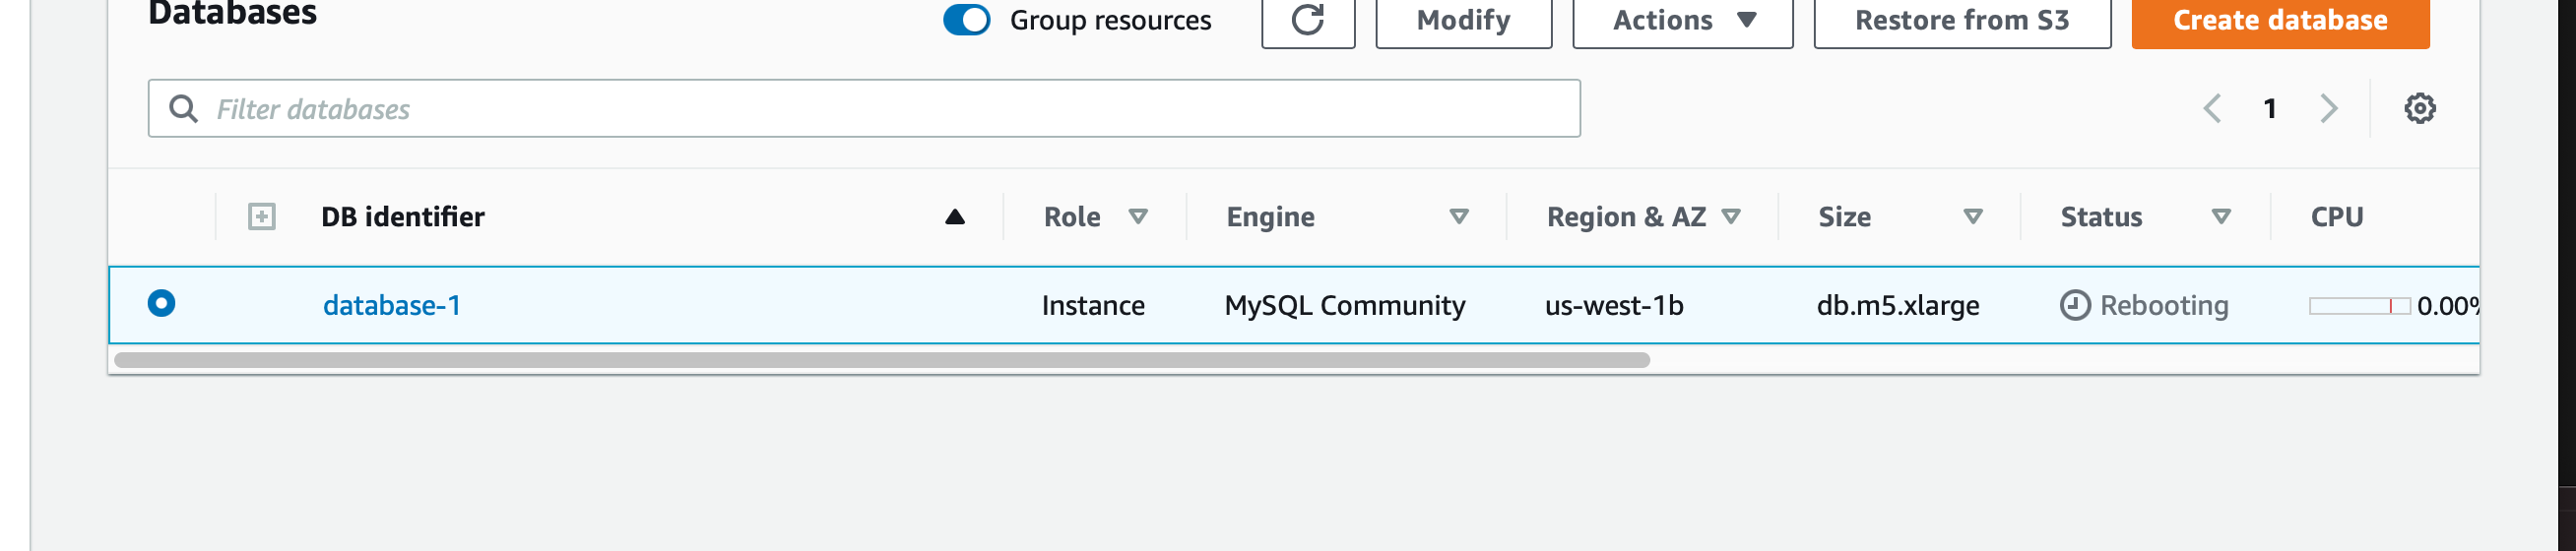 Databases
Group resources
Modify
Actions
Restore from S3
Create database
Filter databases
1
DB identifier
Role
Engine
Region & AZ
Size
Status
CPU
database-1
Instance
MySQL Community
us-west-1b
db.m5.xlarge
Rebooting
0.00%